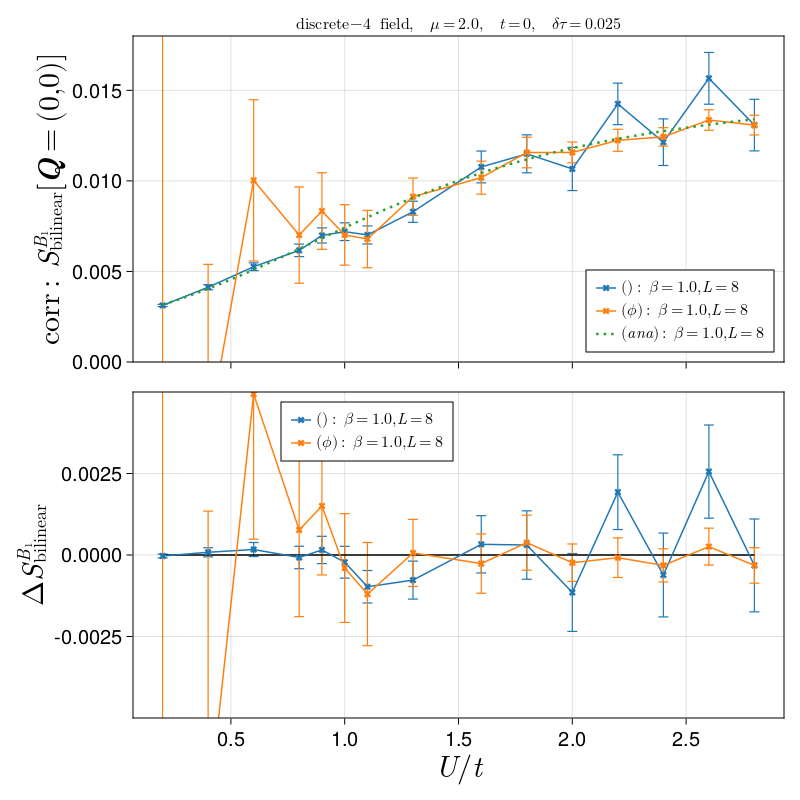 discrete−4 field, μ = 2.0, t = 0, δτ = 0.025
corr : S^{B_1}_{bilinear}[Q = (0,0)]
0.015
0.010
0.005
0.000
() : β = 1.0,L = 8
(ϕ) : β = 1.0,L = 8
(ana) : β = 1.0,L = 8
ΔS^{B_1}_{bilinear}
0.0025
0.0000
-0.0025
() : β = 1.0,L = 8
(ϕ) : β = 1.0,L = 8
0.5 1.0 1.5 2.0 2.5
U/t